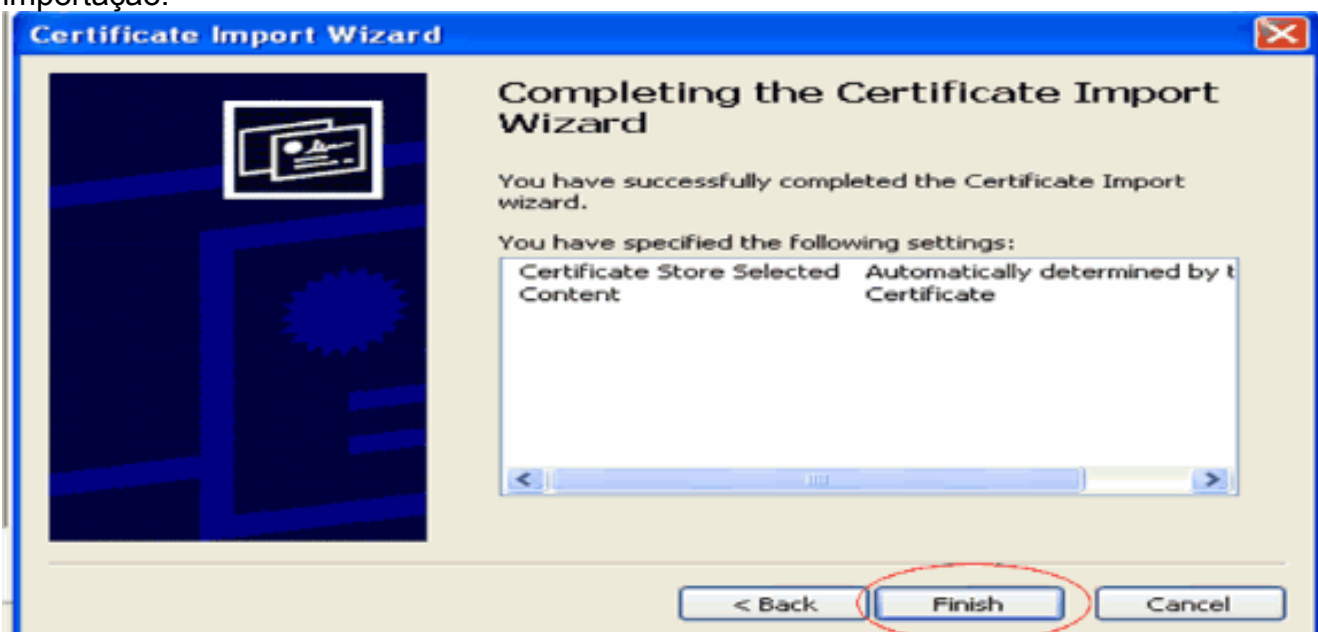 importação.
Certificate Import Wizard
Completing the Certificate Import
Wizard
You have successfully completed the Certificate Import
wizard.
You have specified the following settings:
Certificate Store Selected Automatically determined by t
Content Certificate
< Back Finish Cancel